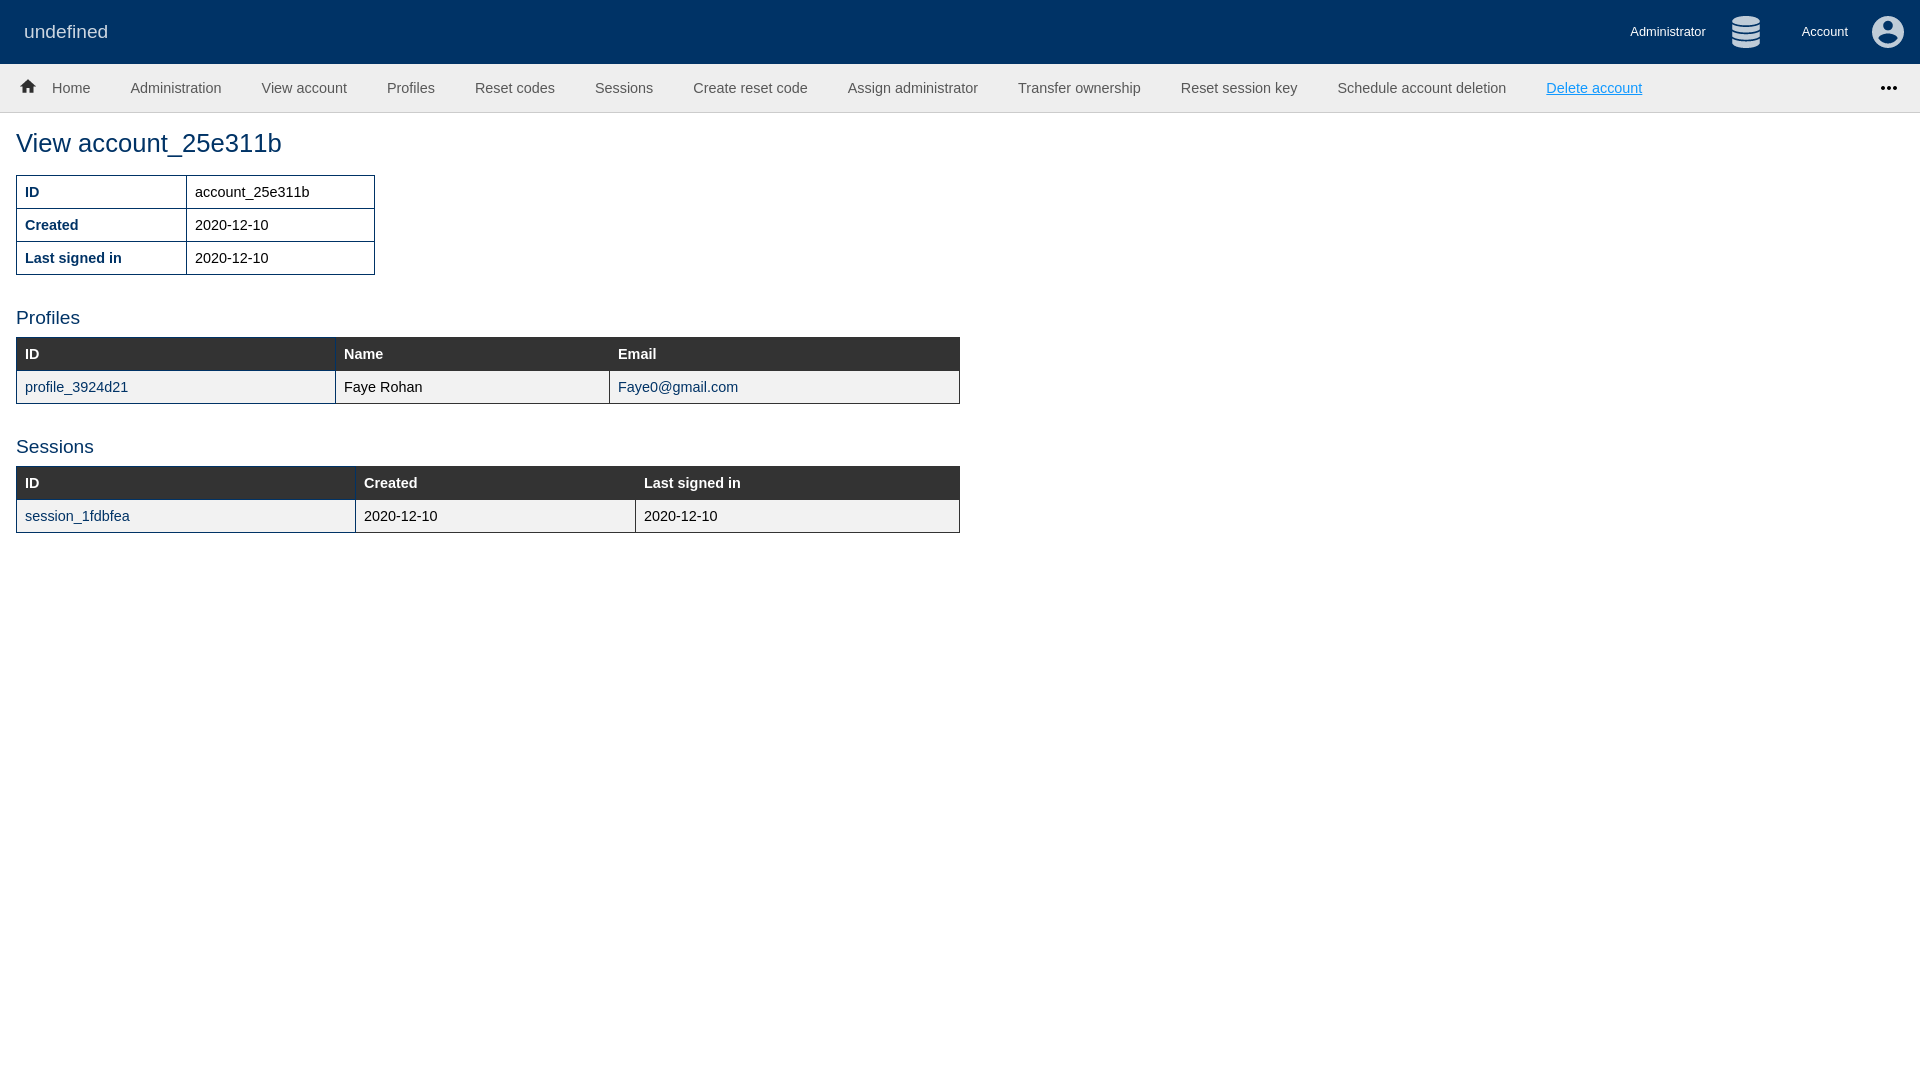 undefined
Administrator
Account
Home Administration View account Profiles Reset codes Sessions Create reset code Assign administrator Transfer ownership Reset session key Schedule account deletion Delete account
View account_25e311b
ID account_25e311b
Created 2020-12-10
Last signed in 2020-12-10
Profiles
ID Name Email
profile_3924d21 Faye Rohan Faye0@gmail.com
Sessions
ID Created Last signed in
session_1fdbfea 2020-12-10 2020-12-10